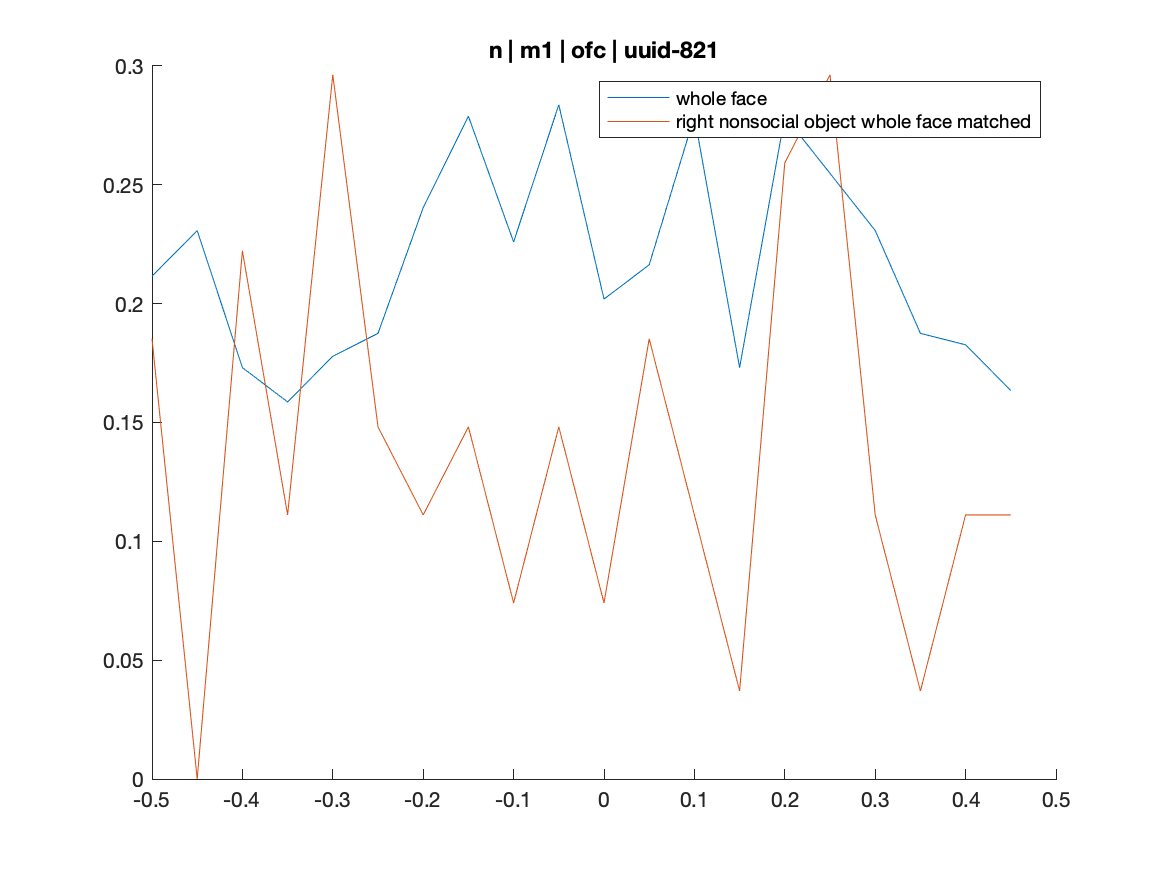 n | m1 | ofc | uuid-821
whole face
right nonsocial object whole face matched
0.3
0.25
0.2
0.15
0.1
0.05
0
-0.5 -0.4 -0.3 -0.2 -0.1 0 0.1 0.2 0.3 0.4 0.5